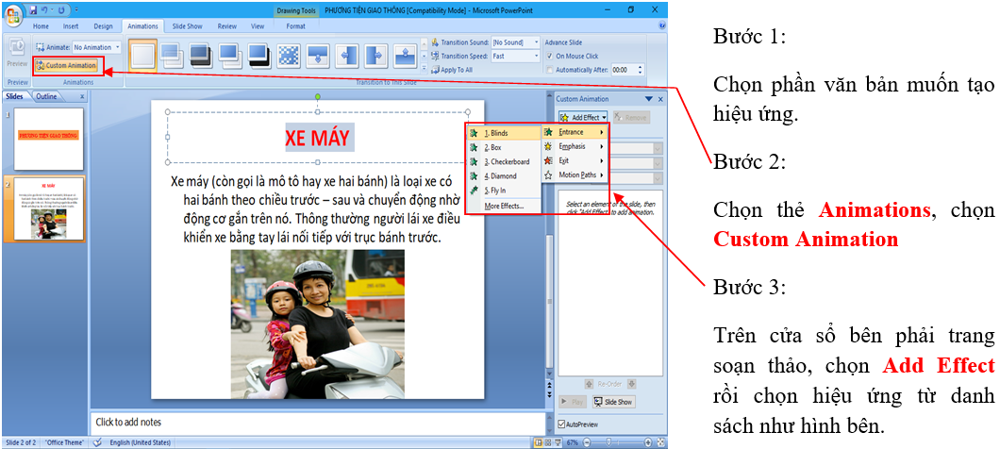 Drawing Tools
PHƯƠNG TIỆN GIAO THÔNG [Compatibility Mode] - Microsoft PowerPoint
Home Insert Design Animations Slide Show Review View Format
Preview
Animate: No Animation
Custom Animation
Transition Sound: [No Sound]
Transition Speed: Fast
Apply To All
Advance Slide
On Mouse Click
Automatically After: 00:00
Preview Animations Transition to This Slide
Slides Outline
1
PHƯƠNG TIỆN GIAO THÔNG
2
XE MÁY
XE MÁY
Xe máy (còn gọi là mô tô hay xe hai bánh) là loại xe có
hai bánh theo chiều trước – sau và chuyển động nhờ
động cơ gắn trên nó. Thông thường người lái xe điều
khiển xe bằng tay lái nối tiếp với trục bánh trước.
Custom Animation
Add Effect Remove
Entrance
Emphasis
Exit
Motion Paths
1. Blinds
2. Box
3. Checkerboard
4. Diamond
5. Fly In
More Effects...
Select an element of the slide, then
click "Add Effect" to add animation.
Re-Order
Play Slide Show
AutoPreview
Click to add notes
Slide 2 of 2 "Office Theme" English (United States) 67%
Bước 1:
Chọn phần văn bản muốn tạo
hiệu ứng.
Bước 2:
Chọn thẻ Animations, chọn
Custom Animation
Bước 3:
Trên cửa sổ bên phải trang
soạn thảo, chọn Add Effect
rồi chọn hiệu ứng từ danh
sách như hình bên.